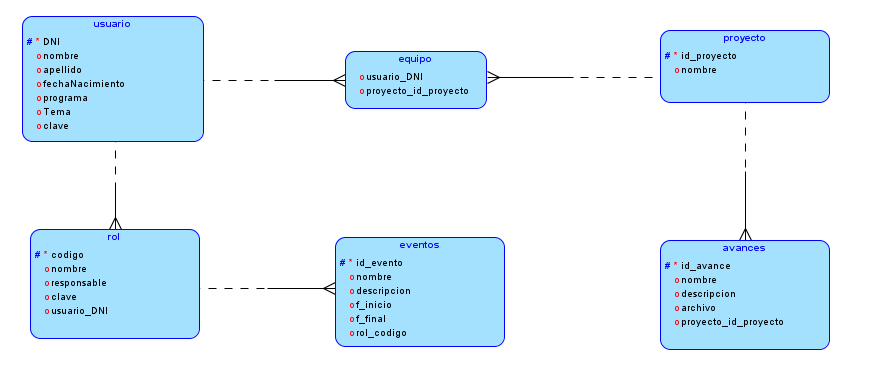 usuario
# * DNI
o nombre
o apellido
o fechaNacimiento
o programa
o Tema
o clave
equipo
o usuario_DNI
o proyecto_id_proyecto
proyecto
# * id_proyecto
o nombre
rol
# * codigo
o nombre
o responsable
o clave
o usuario_DNI
eventos
# * id_evento
o nombre
o descripcion
o f_inicio
o f_final
o rol_codigo
avances
# * id_avance
o nombre
o descripcion
o archivo
o proyecto_id_proyecto